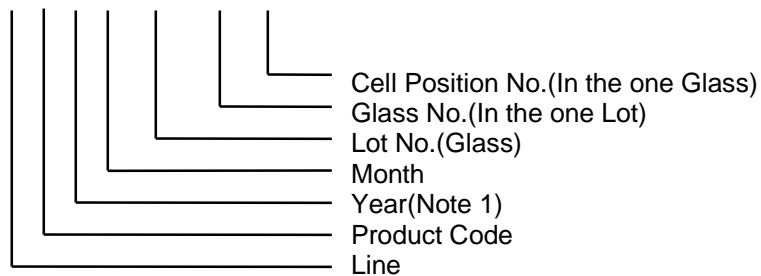 Cell Position No.(In the one Glass)
Glass No.(In the one Lot)
Lot No.(Glass)
Month
Year(Note 1)
Product Code
Line